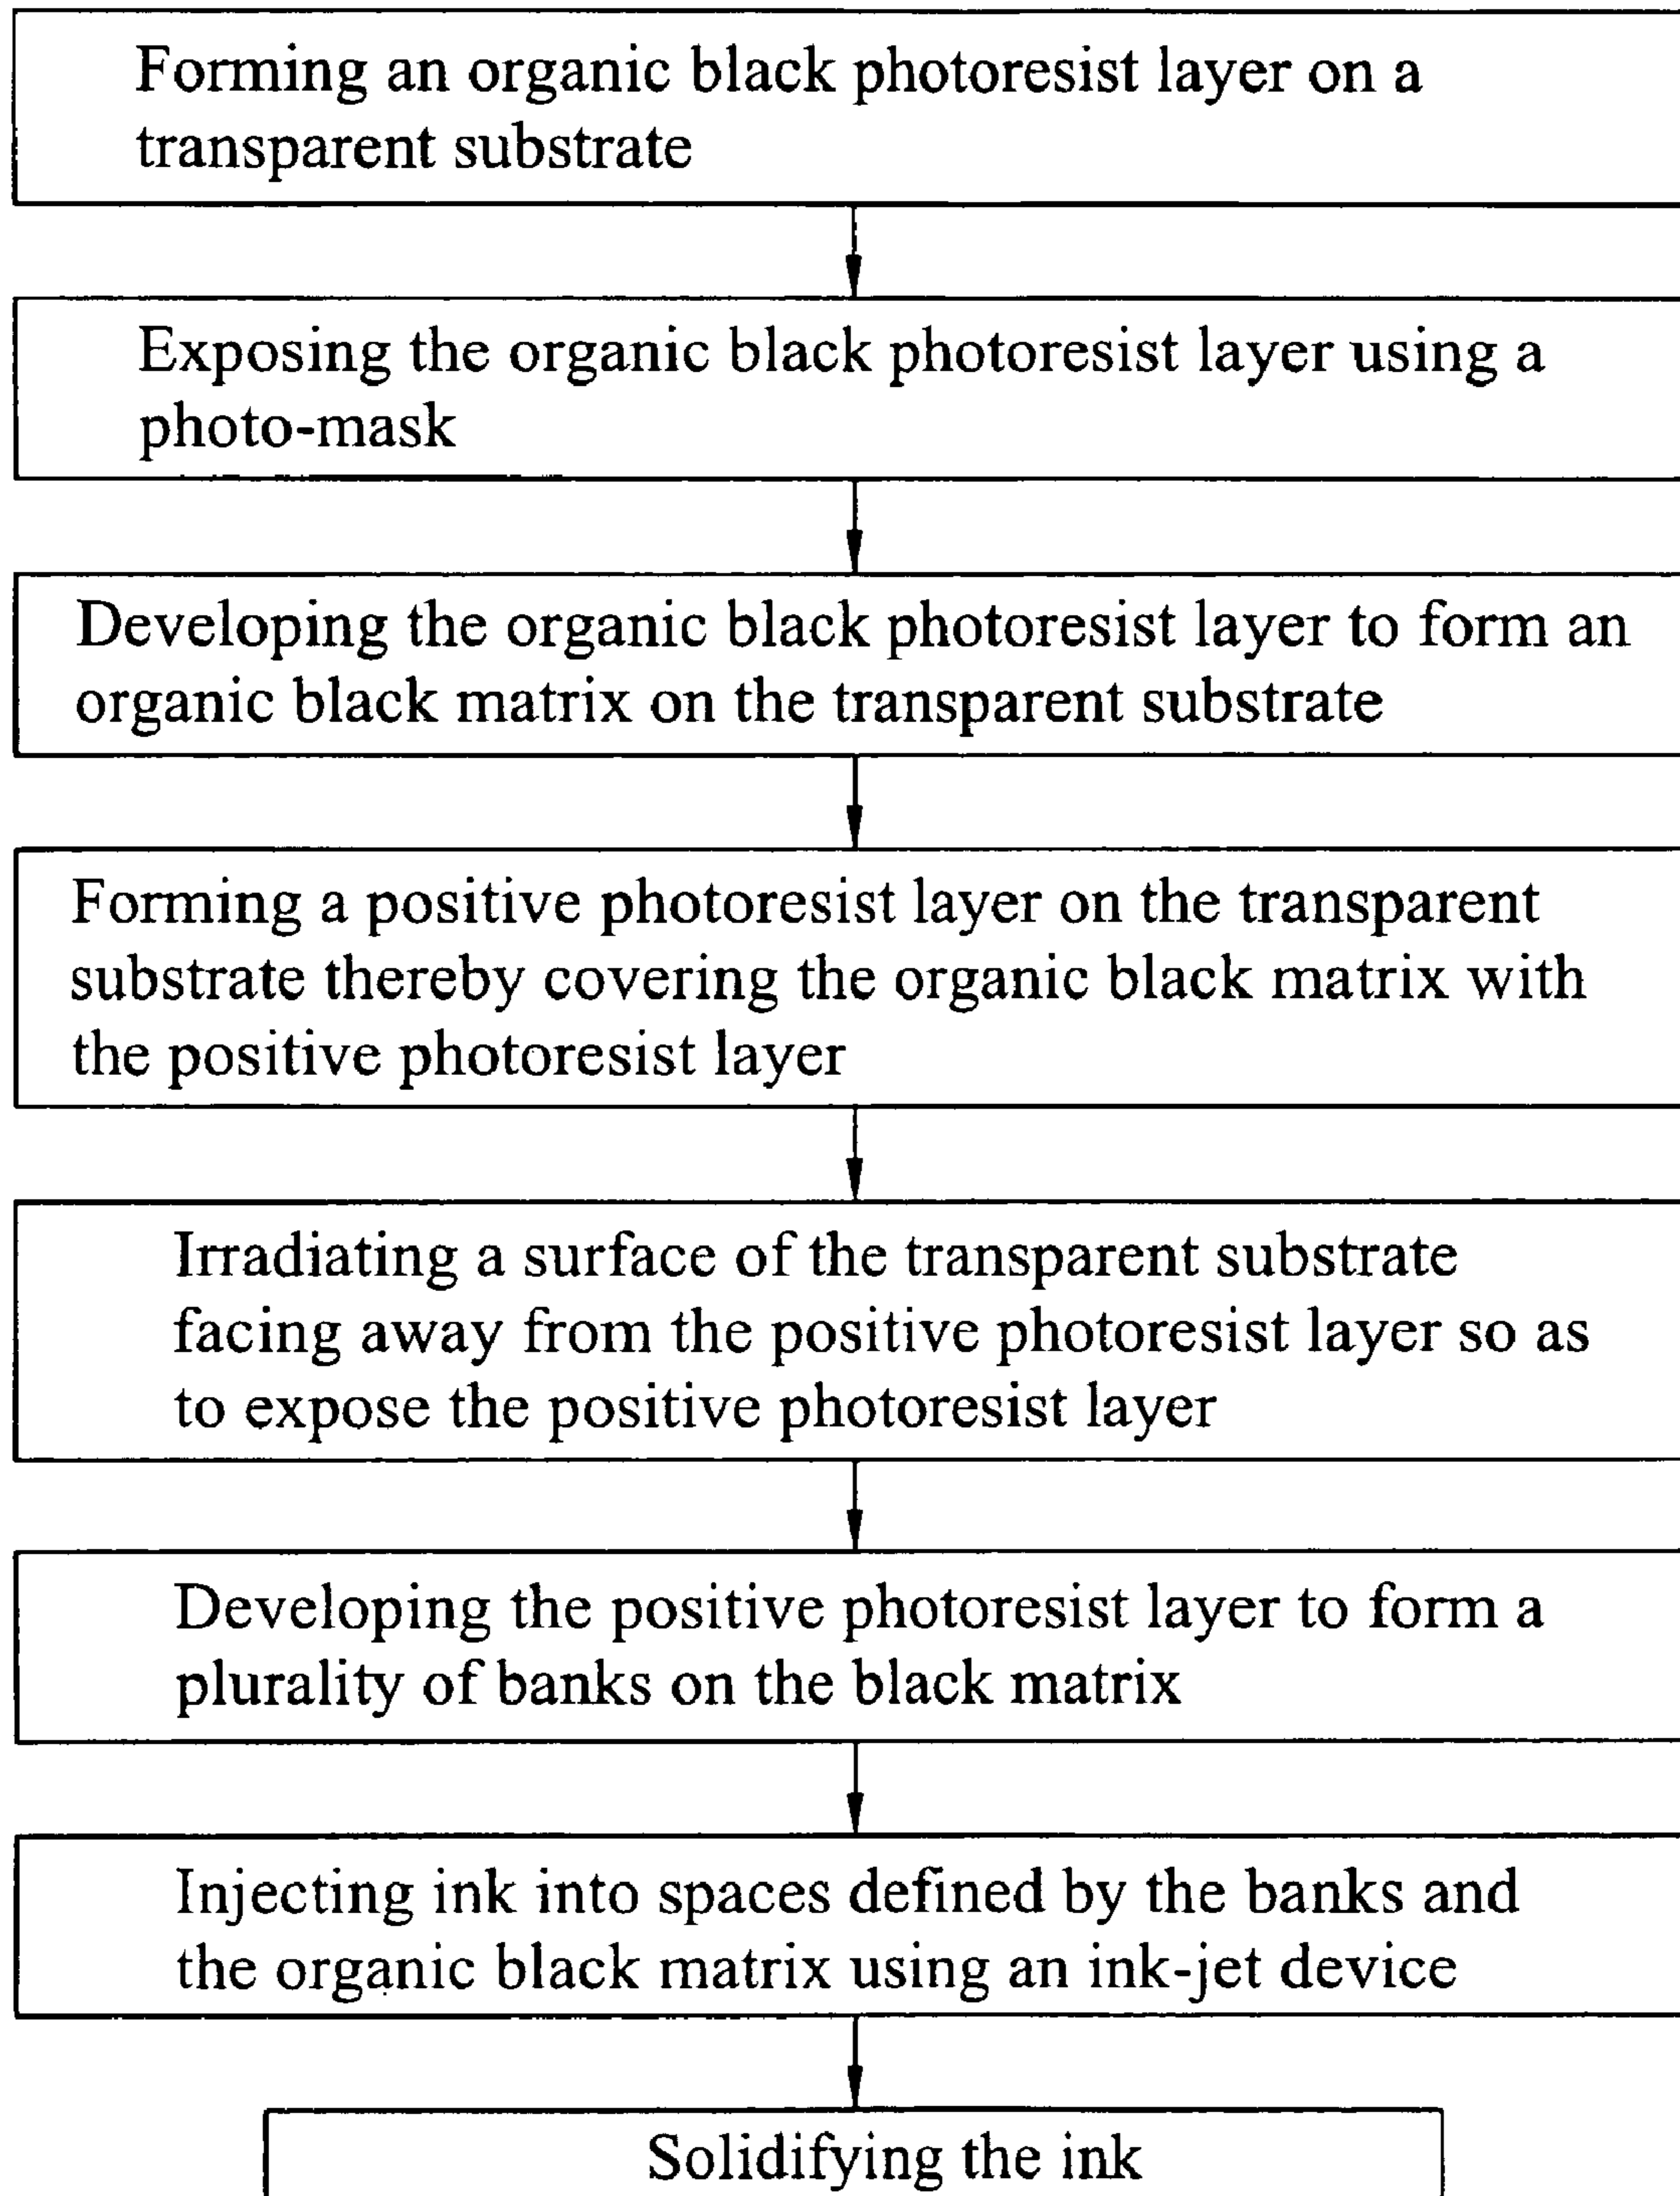 Forming an organic black photoresist layer on a
transparent substrate
Exposing the organic black photoresist layer using a
photo-mask
Developing the organic black photoresist layer to form an
organic black matrix on the transparent substrate
Forming a positive photoresist layer on the transparent
substrate thereby covering the organic black matrix with
the positive photoresist layer
Irradiating a surface of the transparent substrate
facing away from the positive photoresist layer so as
to expose the positive photoresist layer
Developing the positive photoresist layer to form a
plurality of banks on the black matrix
Injecting ink into spaces defined by the banks and
the organic black matrix using an ink-jet device
Solidifying the ink